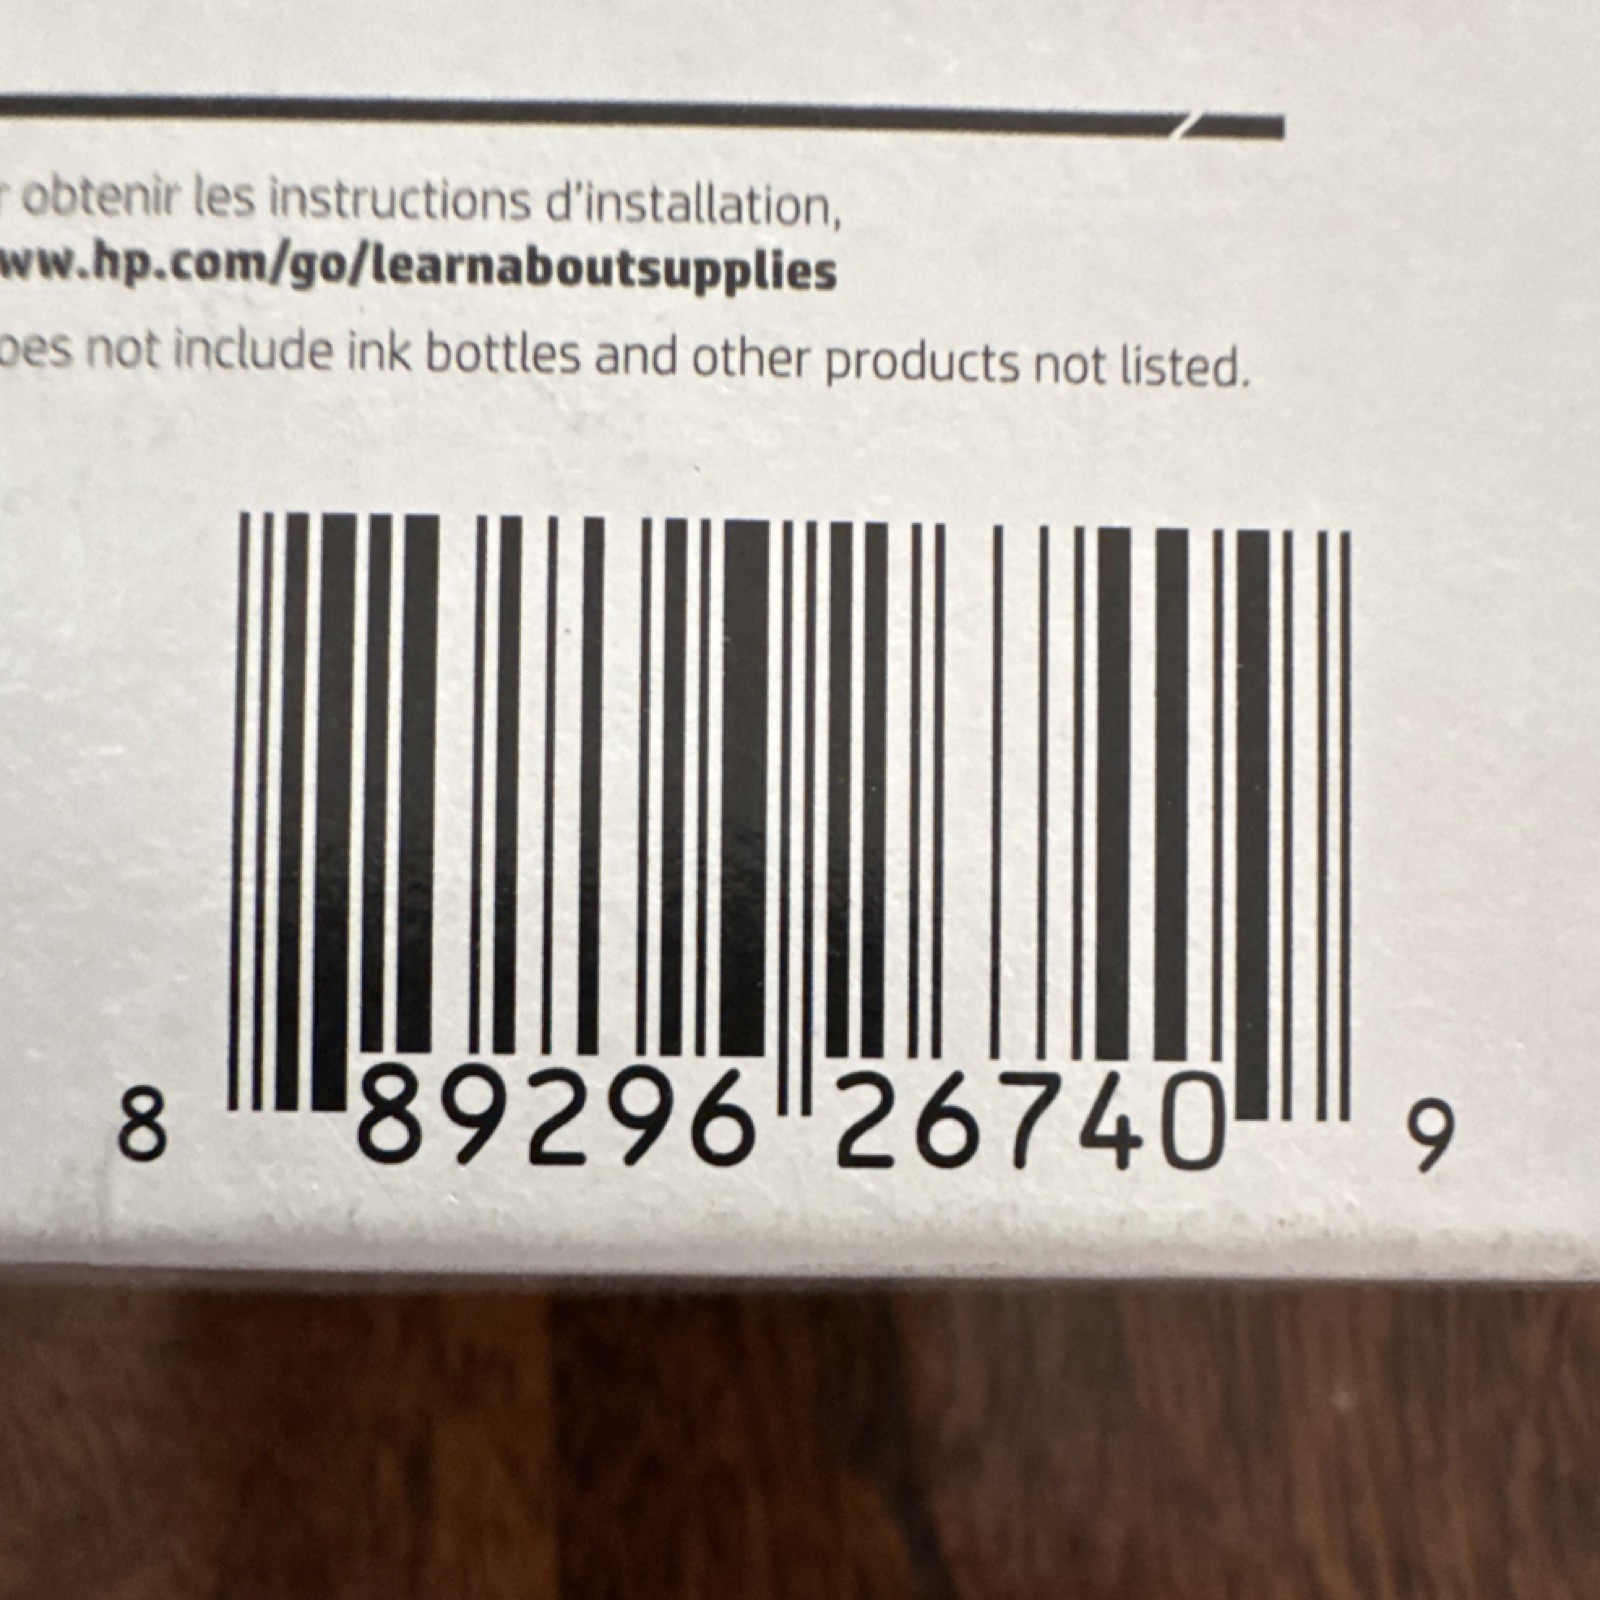 obtenir les instructions d'installation,
ww.hp.com/go/learnaboutsupplies
oes not include ink bottles and other products not listed.
8 89296 26740 9